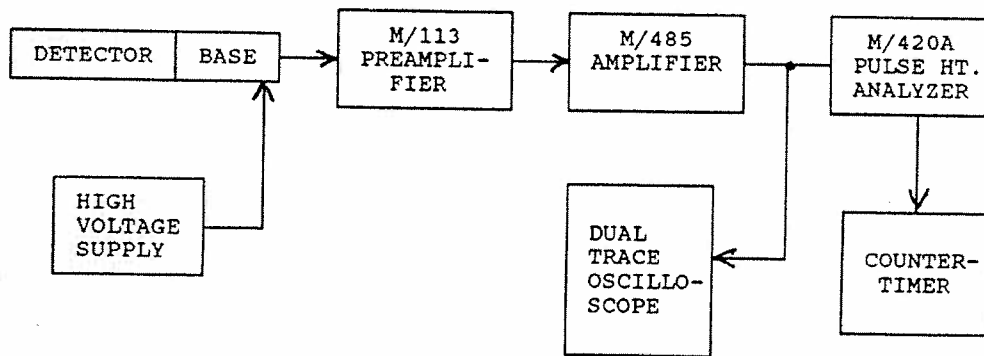 DETECTOR
BASE
M/113
PREAMPLI-
FIER
M/485
AMPLIFIER
M/420A
PULSE HT.
ANALYZER
HIGH
VOLTAGE
SUPPLY
DUAL
TRACE
OSCILLO-
SCOPE
COUNTER-
TIMER